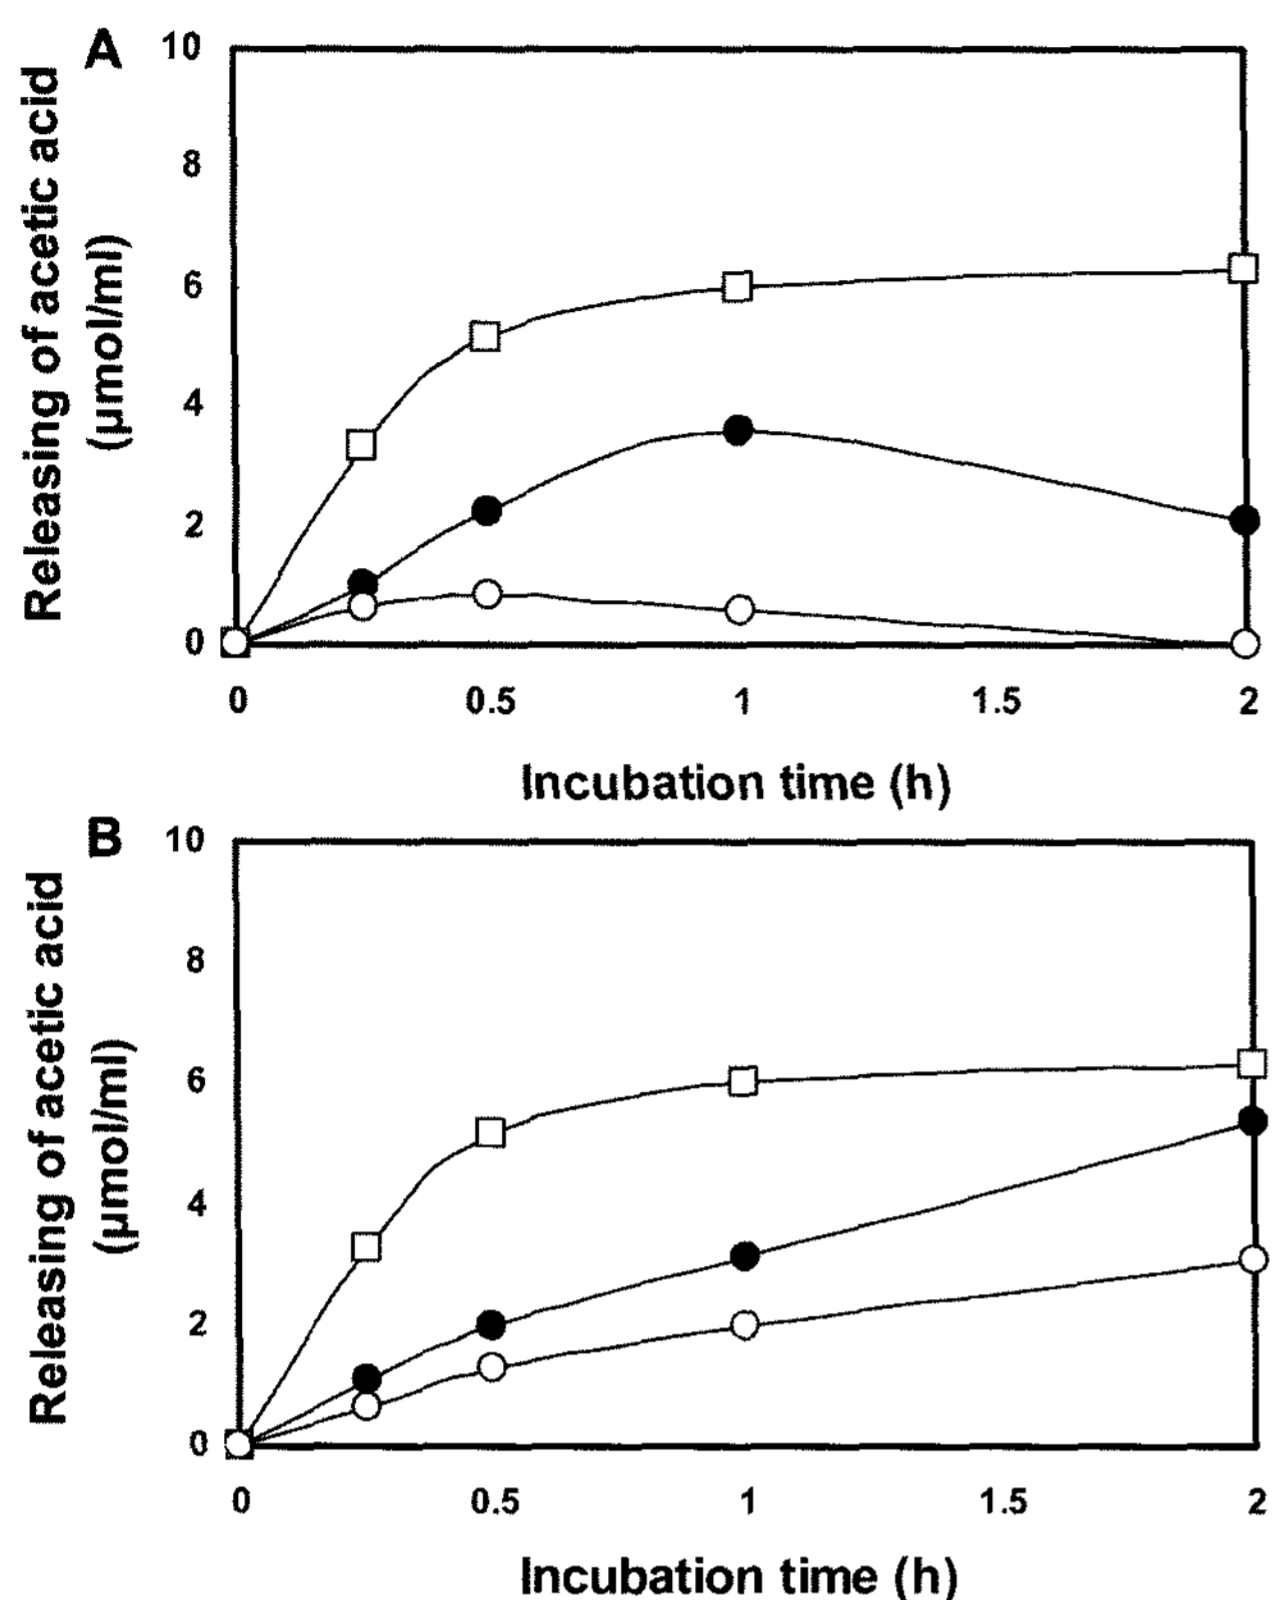 A
10
8
6
4
2
0
Releasing of acetic acid
(µmol/ml)
0 0.5 1 1.5 2
Incubation time (h)
B
10
8
6
4
2
0
Releasing of acetic acid
(µmol/ml)
0 0.5 1 1.5 2
Incubation time (h)